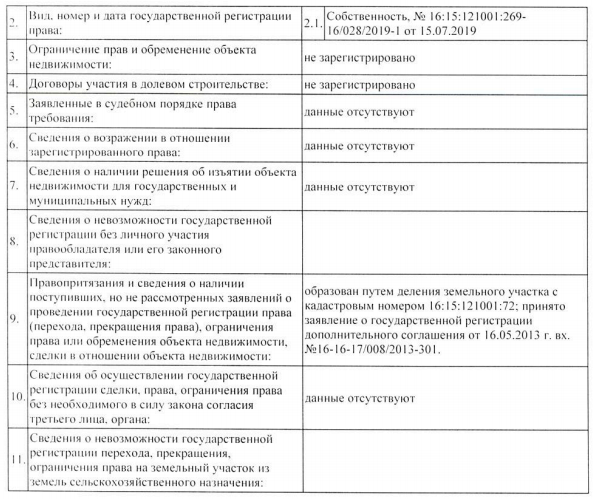 2. Вид, номер и дата государственной регистрации права: 2.1. Собственность, № 16:15:121001:269-
16/028/2019-1 от 15.07.2019
3. Ограничение прав и обременение объекта
недвижимости: не зарегистрировано
4. Договоры участия в долевом строительстве: не зарегистрировано
5. Заявленные в судебном порядке права
требования: данные отсутствуют
6. Сведения о возражении в отношении
зарегистрированного права: данные отсутствуют
7. Сведения о наличии решения об изъятии объекта
недвижимости для государственных и
муниципальных нужд: данные отсутствуют
8. Сведения о невозможности государственной
регистрации без личного участия
правообладателя или его законного
представителя:
9. Правопритязания и сведения о наличии
поступивших, но не рассмотренных заявлений о
проведении государственной регистрации права
(перехода, прекращения права), ограничения
права или обременения объекта недвижимости,
сделки в отношении объекта недвижимости:
образован путем деления земельного участка с
кадастровым номером 16:15:121001:72; принято
заявление о государственной регистрации
дополнительного соглашения от 16.05.2013 г. вх.
№16-16-17/008/2013-301.
10. Сведения об осуществлении государственной
регистрации сделки, права, ограничения права
без необходимого в силу закона согласия
третьего лица, органа: данные отсутствуют
11. Сведения о невозможности государственной
регистрации перехода, прекращения,
ограничения права на земельный участок из
земель сельскохозяйственного назначения: